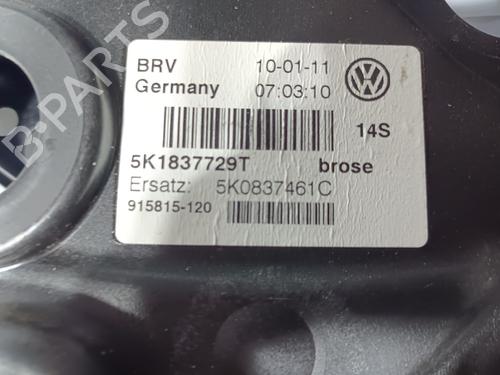 BRV 10-01-11
Germany 07:03:10
14S
5K1837729T brose
Ersatz: 5K0837461C
915815-120
B-PARTS